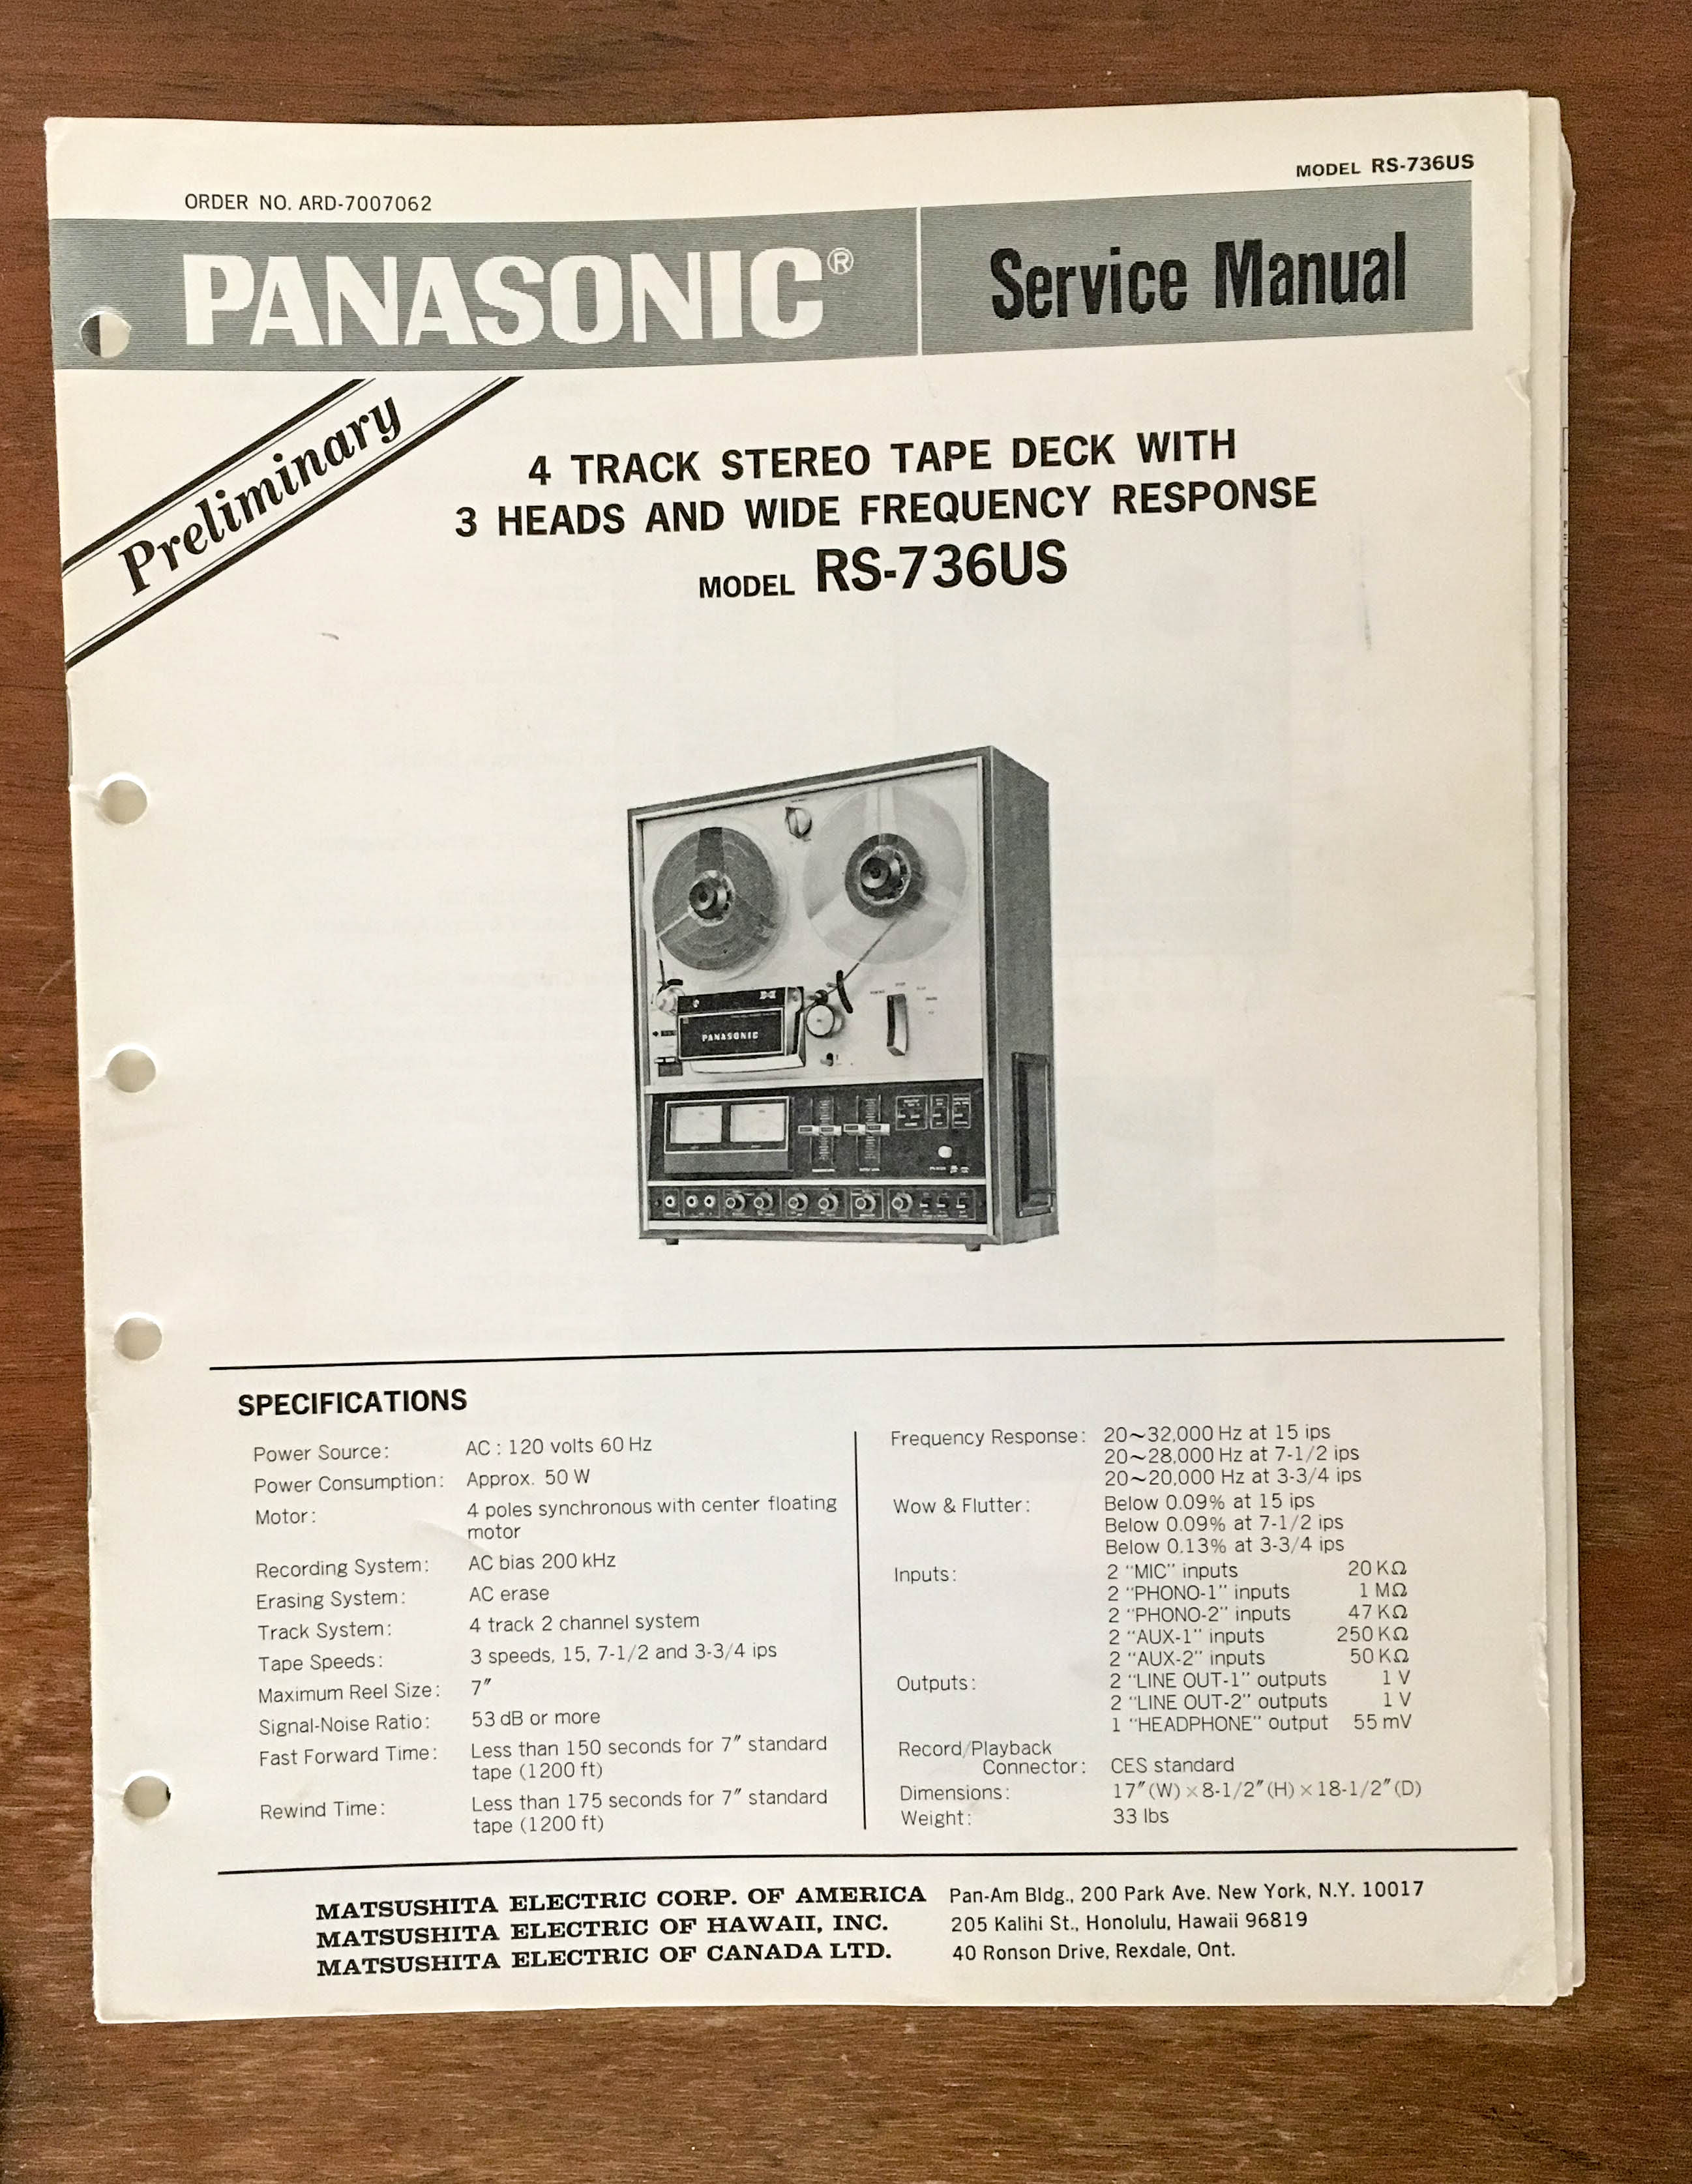 MODEL RS-736US
ORDER NO. ARD-7007062
PANASONIC®
Service Manual
Preliminary
4 TRACK STEREO TAPE DECK WITH
3 HEADS AND WIDE FREQUENCY RESPONSE
MODEL RS-736US
PANASONIC
SPECIFICATIONS
Power Source: AC : 120 volts 60 Hz
Power Consumption: Approx. 50 W
Motor: 4 poles synchronous with center floating
motor
Recording System: AC bias 200 kHz
Erasing System: AC erase
Track System: 4 track 2 channel system
Tape Speeds: 3 speeds, 15, 7-1/2 and 3-3/4 ips
Maximum Reel Size: 7″
Signal-Noise Ratio: 53 dB or more
Fast Forward Time: Less than 150 seconds for 7″ standard
tape (1200 ft)
Rewind Time: Less than 175 seconds for 7″ standard
tape (1200 ft)
Frequency Response: 20~32,000 Hz at 15 ips
20~28,000 Hz at 7-1/2 ips
20~20,000 Hz at 3-3/4 ips
Wow & Flutter: Below 0.09% at 15 ips
Below 0.09% at 7-1/2 ips
Below 0.13% at 3-3/4 ips
Inputs: 2 “MIC” inputs 20 KΩ
2 “PHONO-1” inputs 1 MΩ
2 “PHONO-2” inputs 47 KΩ
2 “AUX-1” inputs 250 KΩ
2 “AUX-2” inputs 50 KΩ
Outputs: 2 “LINE OUT-1” outputs 1 V
2 “LINE OUT-2” outputs 1 V
1 “HEADPHONE” output 55 mV
Record/Playback
Connector: CES standard
Dimensions: 17″(W)×8-1/2″(H)×18-1/2″(D)
Weight: 33 lbs
MATSUSHITA ELECTRIC CORP. OF AMERICA Pan-Am Bldg., 200 Park Ave. New York, N.Y. 10017
MATSUSHITA ELECTRIC OF HAWAII, INC. 205 Kalihi St., Honolulu, Hawaii 96819
MATSUSHITA ELECTRIC OF CANADA LTD. 40 Ronson Drive, Rexdale, Ont.